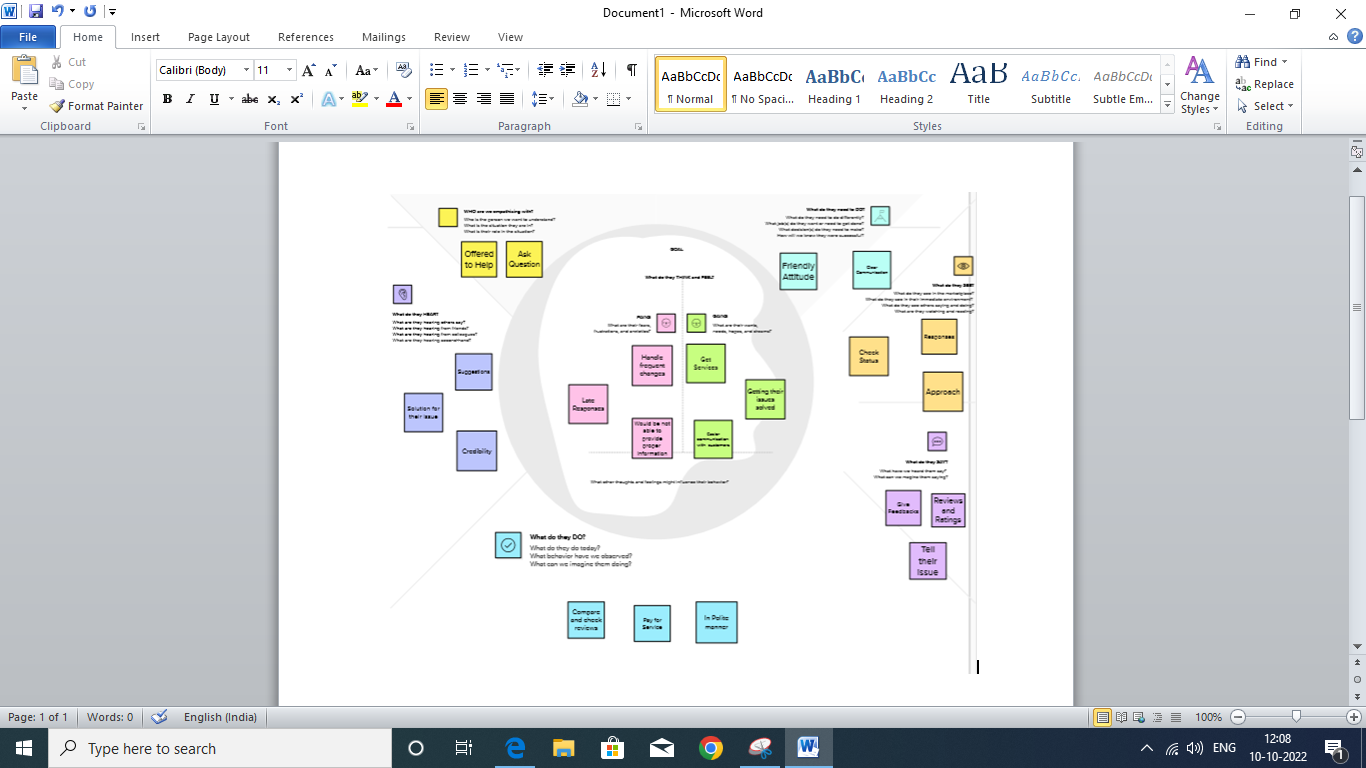 Document1 - Microsoft Word
File Home Insert Page Layout References Mailings Review View
Paste
Cut
Copy
Format Painter
Clipboard
Calibri (Body) 11
Font
Paragraph
AaBbCcDc AaBbCcDc AaBbCc AaBbCc AaB AaBbCc. AaBbCcDc
¶ Normal ¶ No Spaci... Heading 1 Heading 2 Title Subtitle Subtle Em...
Change
Styles
Styles
Find
Replace
Select
Editing
WHO are we empathizing with?
Who is the person we want to understand?
What is the situation they are in?
What is their role in the situation?
Offered
to Help
Ask
Question
What do they HEAR?
What are they hearing others say?
What are they hearing from friends?
What are they hearing from colleagues?
What are they hearing secondhand?
Suggestions
Solution for
their issue
Credibility
GOAL
What do they THINK and FEEL?
PAINS
What are their fears,
frustrations, and anxieties?
GAINS
What are their wants,
needs, hopes, and dreams?
Handle
frequent
changes
Late
Responses
Would be not
able to
provide
proper
information
Get
Services
Getting their
issues
solved
Easier
communication
with customers
What other thoughts and feelings might influence their behavior?
What do they need to DO?
What do they need to do differently?
What job(s) do they want or need to get done?
What decision(s) do they need to make?
How will we know they were successful?
Friendly
Attitude
Clear
Communication
What do they SEE?
What do they see in the marketplace?
What do they see in their immediate environment?
What do they see others saying and doing?
What are they watching and reading?
Responses
Check
Status
Approach
What do they SAY?
What have we heard them say?
What can we imagine them saying?
Give
Feedbacks
Reviews
and
Ratings
Tell
their
Issue
What do they DO?
What do they do today?
What behavior have we observed?
What can we imagine them doing?
Compare
and check
reviews
Pay for
Service
In Polite
manner
Page: 1 of 1 Words: 0 English (India) 100%
Type here to search
ENG
12:08
10-10-2022
1